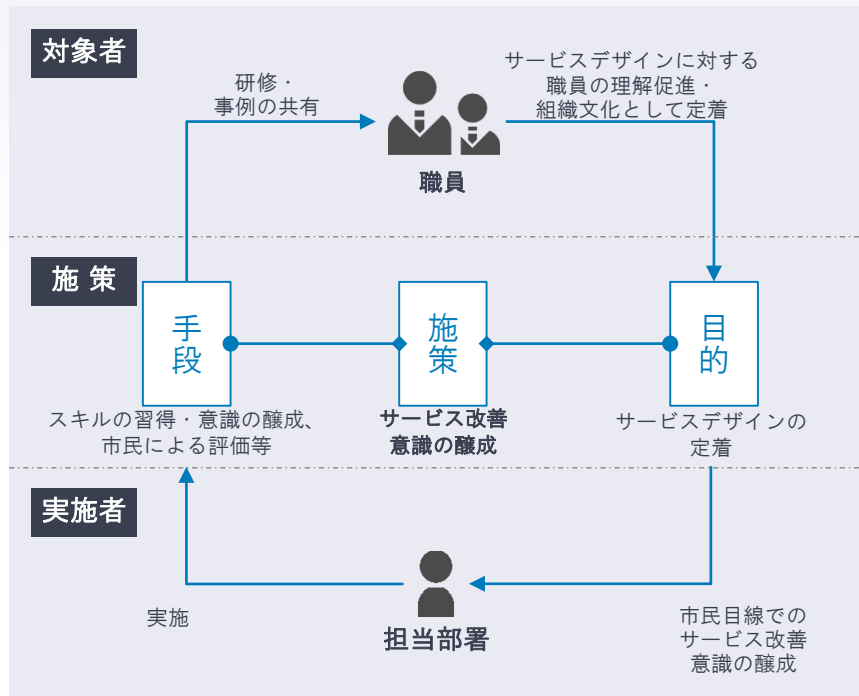 対象者
研修・
事例の共有
サービスデザインに対する
職員の理解促進・
組織文化として定着
職員
施策
手段
施策
目的
スキルの習得・意識の醸成、
市民による評価等
サービス改善
意識の醸成
サービスデザインの
定着
実施者
実施
担当部署
市民目線での
サービス改善
意識の醸成